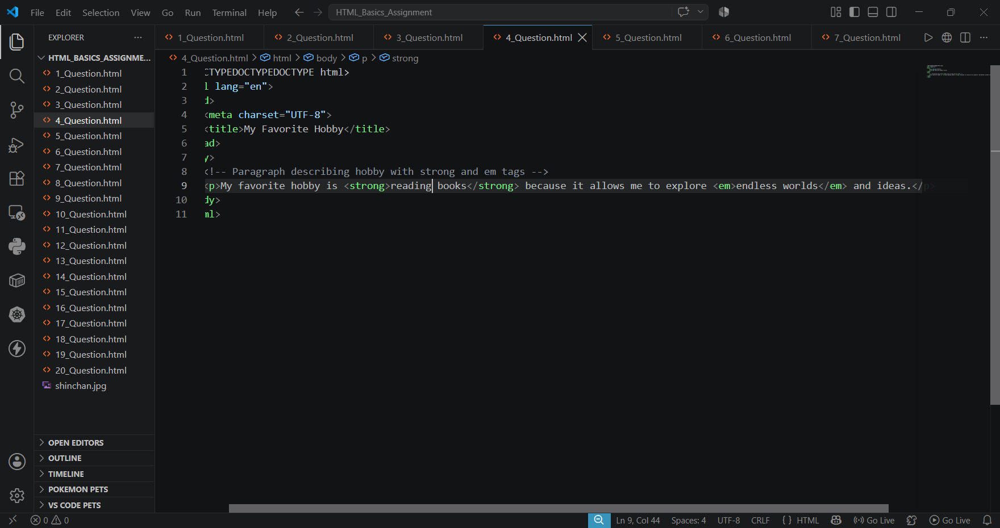 File Edit Selection View Go Run Terminal Help HTML_Basics_Assignment
EXPLORER
HTML_BASICS_ASSIGNME...
1_Question.html
2_Question.html
3_Question.html
4_Question.html
5_Question.html
6_Question.html
7_Question.html
8_Question.html
9_Question.html
10_Question.html
11_Question.html
12_Question.html
13_Question.html
14_Question.html
15_Question.html
16_Question.html
17_Question.html
18_Question.html
19_Question.html
20_Question.html
shinchan.jpg
OPEN EDITORS
OUTLINE
TIMELINE
POKEMON PETS
VS CODE PETS
1_Question.html 2_Question.html 3_Question.html 4_Question.html 5_Question.html 6_Question.html 7_Question.html
4_Question.html > html > body > p > strong
1 CTYPEDOCTYPEDOCTYPE html>
2 l lang="en">
3 d>
4 <meta charset="UTF-8">
5 <title>My Favorite Hobby</title>
6 ad>
7 y>
8 <!-- Paragraph describing hobby with strong and em tags -->
9 <p>My favorite hobby is <strong>reading books</strong> because it allows me to explore <em>endless worlds</em> and ideas.</p>
10 dy>
11 ml>
0 0 Ln 9, Col 44 Spaces: 4 UTF-8 CRLF {} HTML Go Live Go Live